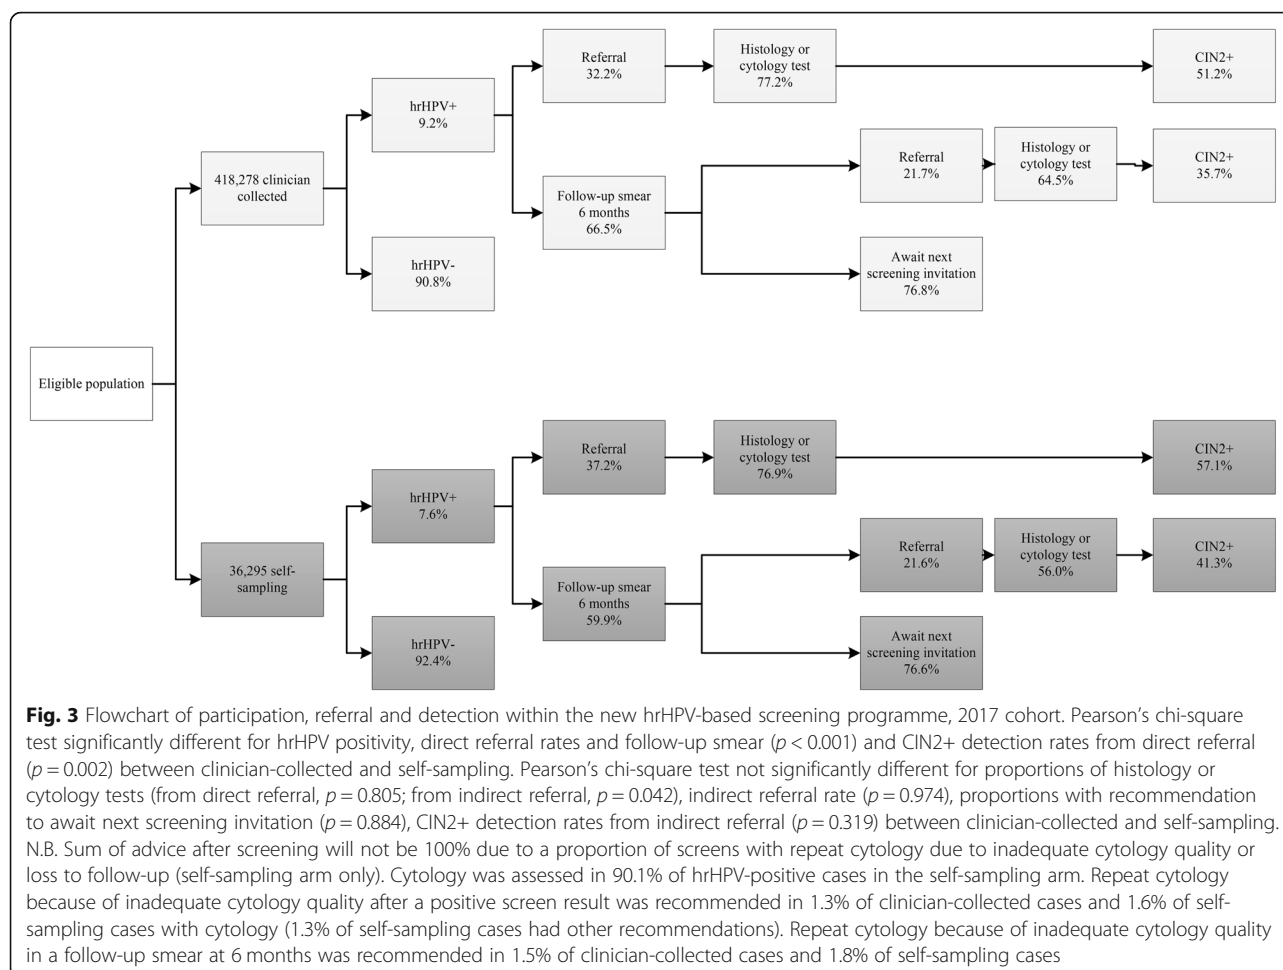 Referral
32.2%
Histology or
cytology test
77.2%
CIN2+
51.2%
hrHPV+
9.2%
Referral
21.7%
Histology or
cytology test
64.5%
CIN2+
35.7%
418,278 clinician
collected
Follow-up smear
6 months
66.5%
hrHPV-
90.8%
Await next
screening invitation
76.8%
Eligible population
Referral
37.2%
Histology or
cytology test
76.9%
CIN2+
57.1%
hrHPV+
7.6%
Referral
21.6%
Histology or
cytology test
56.0%
CIN2+
41.3%
36,295 self-
sampling
Follow-up smear
6 months
59.9%
hrHPV-
92.4%
Await next
screening invitation
76.6%
Fig. 3 Flowchart of participation, referral and detection within the new hrHPV-based screening programme, 2017 cohort. Pearson's chi-square
test significantly different for hrHPV positivity, direct referral rates and follow-up smear (p < 0.001) and CIN2+ detection rates from direct referral
(p = 0.002) between clinician-collected and self-sampling. Pearson's chi-square test not significantly different for proportions of histology or
cytology tests (from direct referral, p = 0.805; from indirect referral, p = 0.042), indirect referral rate (p = 0.974), proportions with recommendation
to await next screening invitation (p = 0.884), CIN2+ detection rates from indirect referral (p = 0.319) between clinician-collected and self-sampling.
N.B. Sum of advice after screening will not be 100% due to a proportion of screens with repeat cytology due to inadequate cytology quality or
loss to follow-up (self-sampling arm only). Cytology was assessed in 90.1% of hrHPV-positive cases in the self-sampling arm. Repeat cytology
because of inadequate cytology quality after a positive screen result was recommended in 1.3% of clinician-collected cases and 1.6% of self-
sampling cases with cytology (1.3% of self-sampling cases had other recommendations). Repeat cytology because of inadequate cytology quality
in a follow-up smear at 6 months was recommended in 1.5% of clinician-collected cases and 1.8% of self-sampling cases